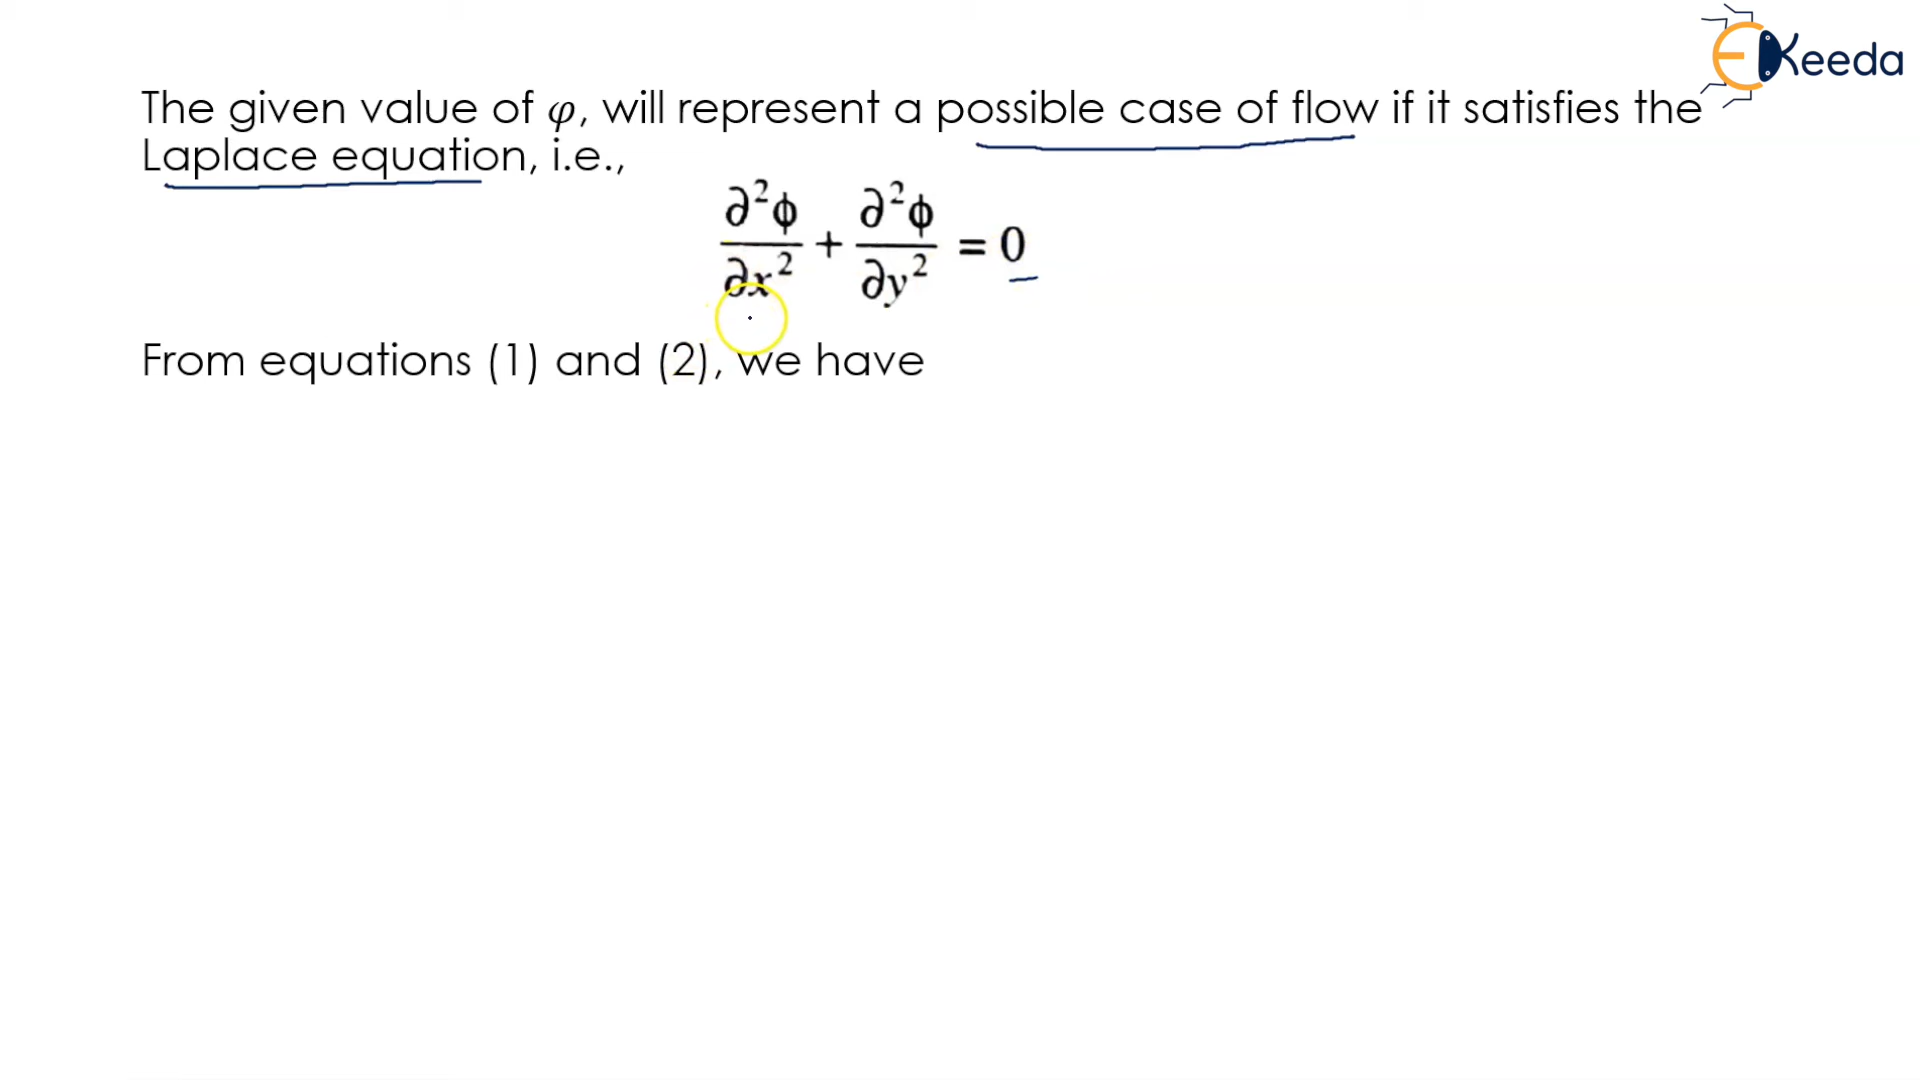 EKeeda
The given value of φ, will represent a possible case of flow if it satisfies the
Laplace equation, i.e.,
∂²ϕ/∂x² + ∂²ϕ/∂y² = 0
From equations (1) and (2), we have